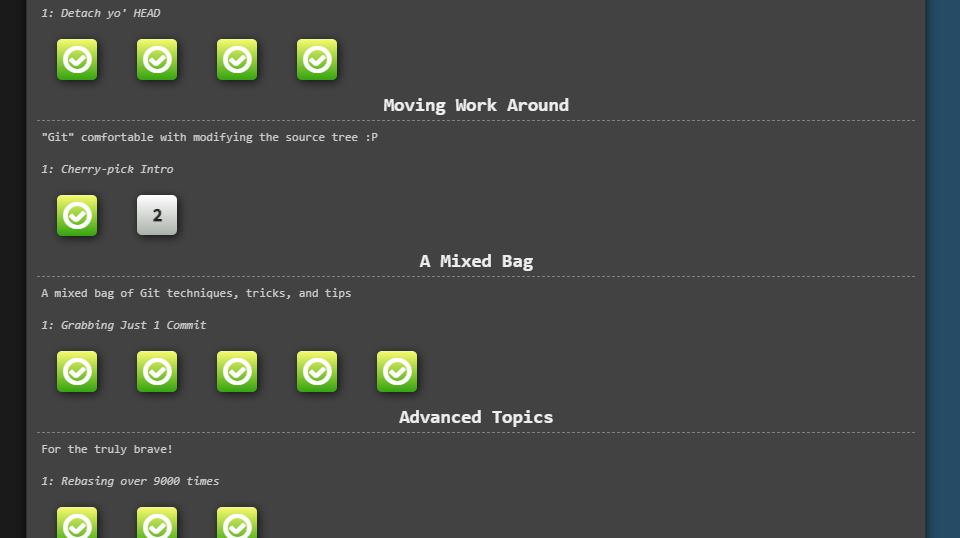 1: Detach yo' HEAD
Moving Work Around
"Git" comfortable with modifying the source tree :P
1: Cherry-pick Intro
2
A Mixed Bag
A mixed bag of Git techniques, tricks, and tips
1: Grabbing Just 1 Commit
Advanced Topics
For the truly brave!
1: Rebasing over 9000 times